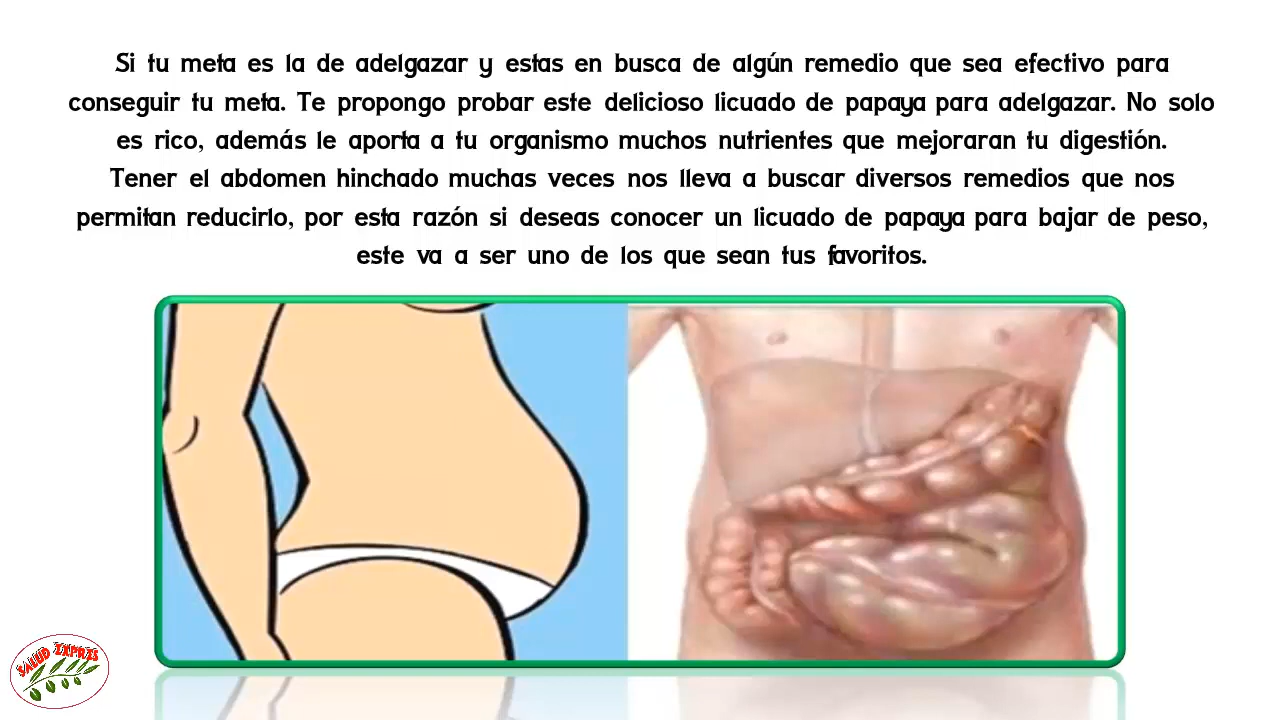 Si tu meta es la de adelgazar y estas en busca de algún remedio que sea efectivo para
conseguir tu meta. Te propongo probar este delicioso licuado de papaya para adelgazar. No solo
es rico, además le aporta a tu organismo muchos nutrientes que mejoraran tu digestión.
Tener el abdomen hinchado muchas veces nos lleva a buscar diversos remedios que nos
permitan reducirlo, por esta razón si deseas conocer un licuado de papaya para bajar de peso,
este va a ser uno de los que sean tus favoritos.
SALUD EXPRES